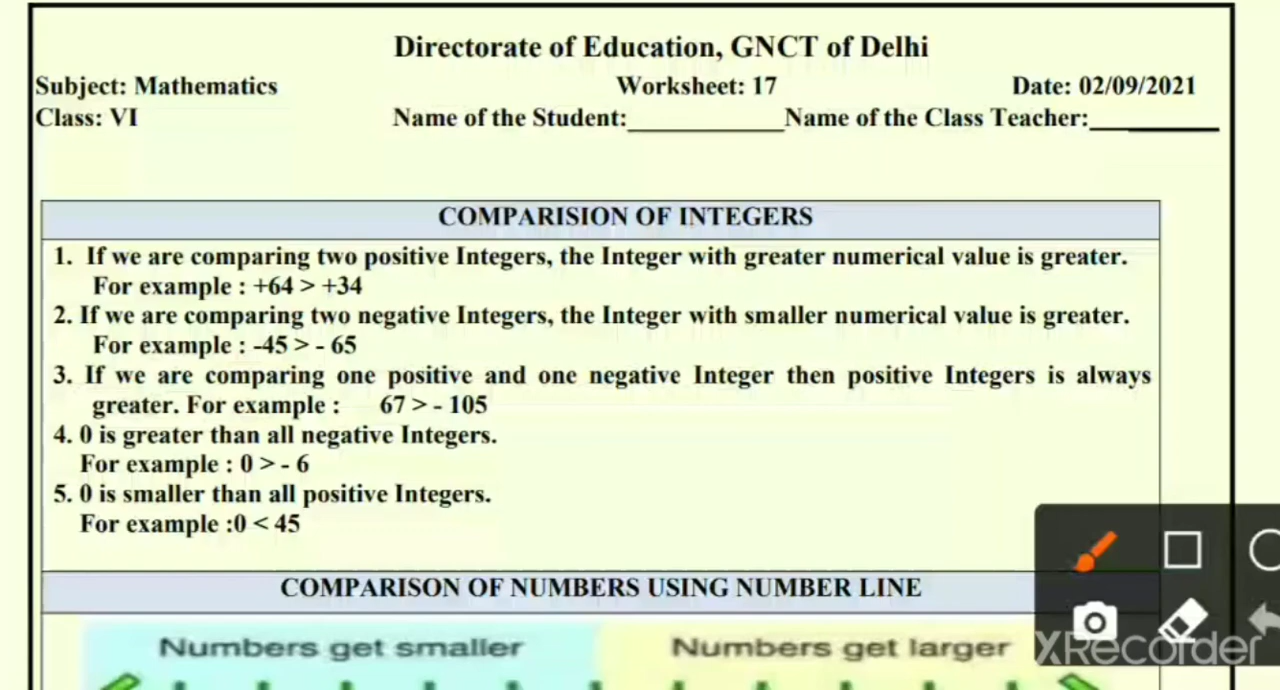 Directorate of Education, GNCT of Delhi
Subject: Mathematics Worksheet: 17 Date: 02/09/2021
Class: VI Name of the Student:____________ Name of the Class Teacher:__________
COMPARISION OF INTEGERS
1. If we are comparing two positive Integers, the Integer with greater numerical value is greater.
For example : +64 > +34
2. If we are comparing two negative Integers, the Integer with smaller numerical value is greater.
For example : -45 > - 65
3. If we are comparing one positive and one negative Integer then positive Integers is always
greater. For example : 67 > - 105
4. 0 is greater than all negative Integers.
For example : 0 > - 6
5. 0 is smaller than all positive Integers.
For example :0 < 45
COMPARISON OF NUMBERS USING NUMBER LINE
Numbers get smaller Numbers get larger
XRecorder